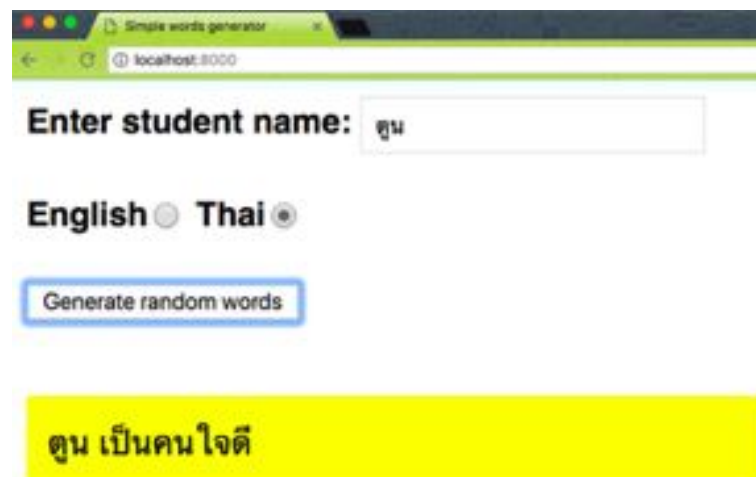 Simple words generator
localhost:8000
Enter student name: ตูน
English Thai
Generate random words
ตูน เป็นคนใจดี